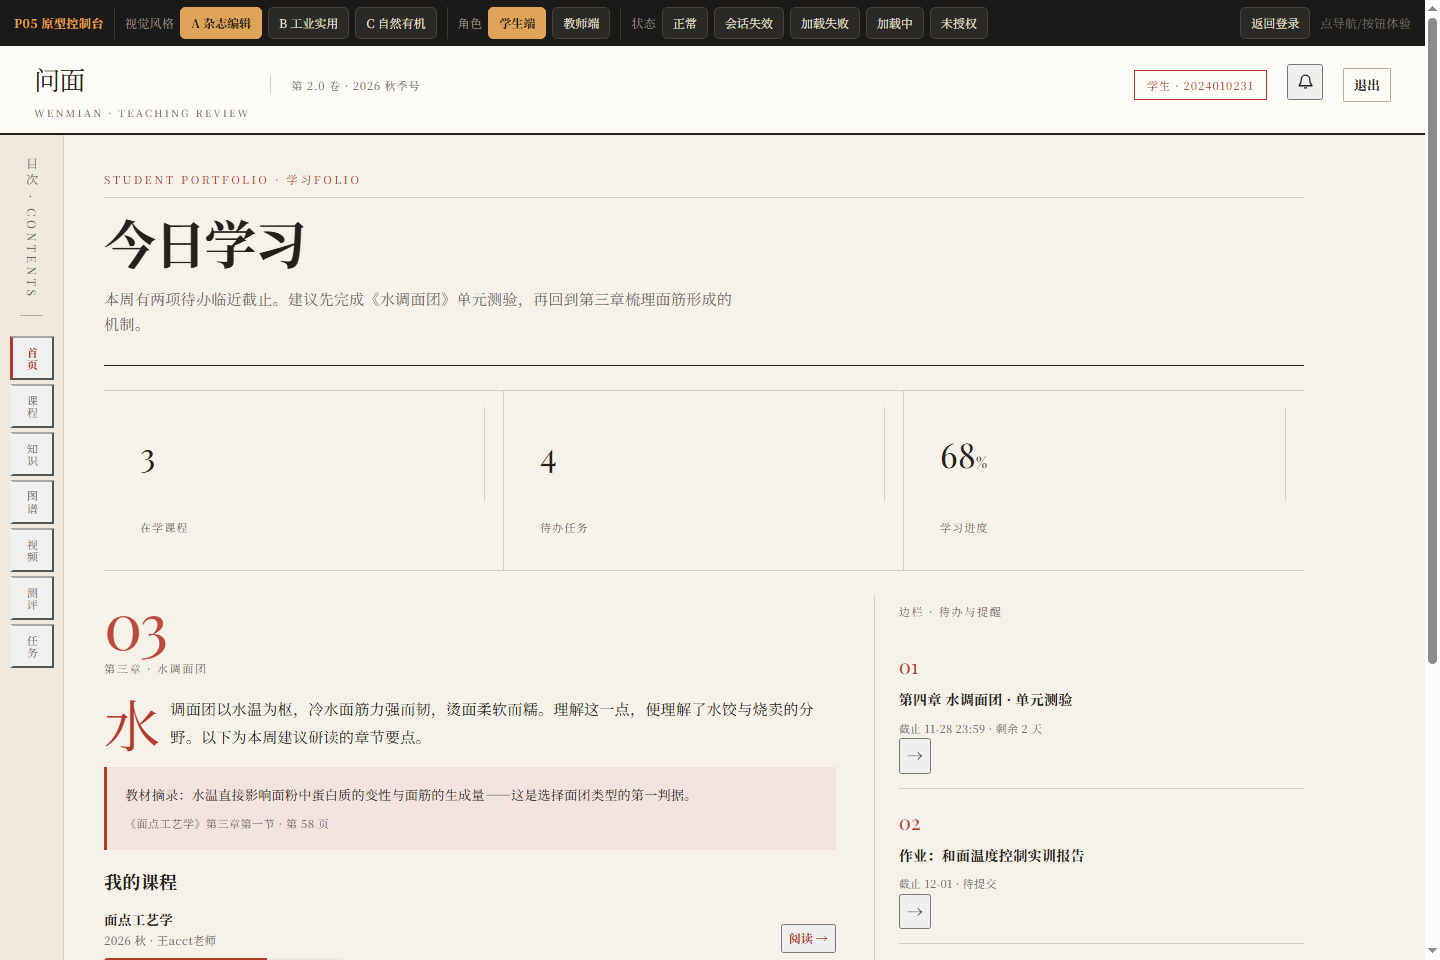 P05 原型控制台 视觉风格 A 杂志编辑 B 工业实用 C 自然有机 角色 学生端 教师端 状态 正常 会话失效 加载失败 加载中 未授权 返回登录 点导航/按钮体验
问面
WENMIAN · TEACHING REVIEW
第 2.0 卷 · 2026 秋季号
学生 · 2024010231
退出
目次 · CONTENTS
首页
课程
知识
图谱
视频
测评
任务
STUDENT PORTFOLIO · 学习FOLIO
今日学习
本周有两项待办临近截止。建议先完成《水调面团》单元测验，再回到第三章梳理面筋形成的
机制。
3
在学课程
4
待办任务
68%
学习进度
03
第三章 · 水调面团
水调面团以水温为枢，冷水面筋力强而韧，烫面柔软而糯。理解这一点，便理解了水饺与烧卖的分
野。以下为本周建议研读的章节要点。
教材摘录：水温直接影响面粉中蛋白质的变性与面筋的生成量——这是选择面团类型的第一判据。
《面点工艺学》第三章第一节 · 第 58 页
我的课程
面点工艺学
2026 秋 · 王acct老师
阅读 →
边栏 · 待办与提醒
01
第四章 水调面团 · 单元测验
截止 11-28 23:59 · 剩余 2 天
→
02
作业：和面温度控制实训报告
截止 12-01 · 待提交
→